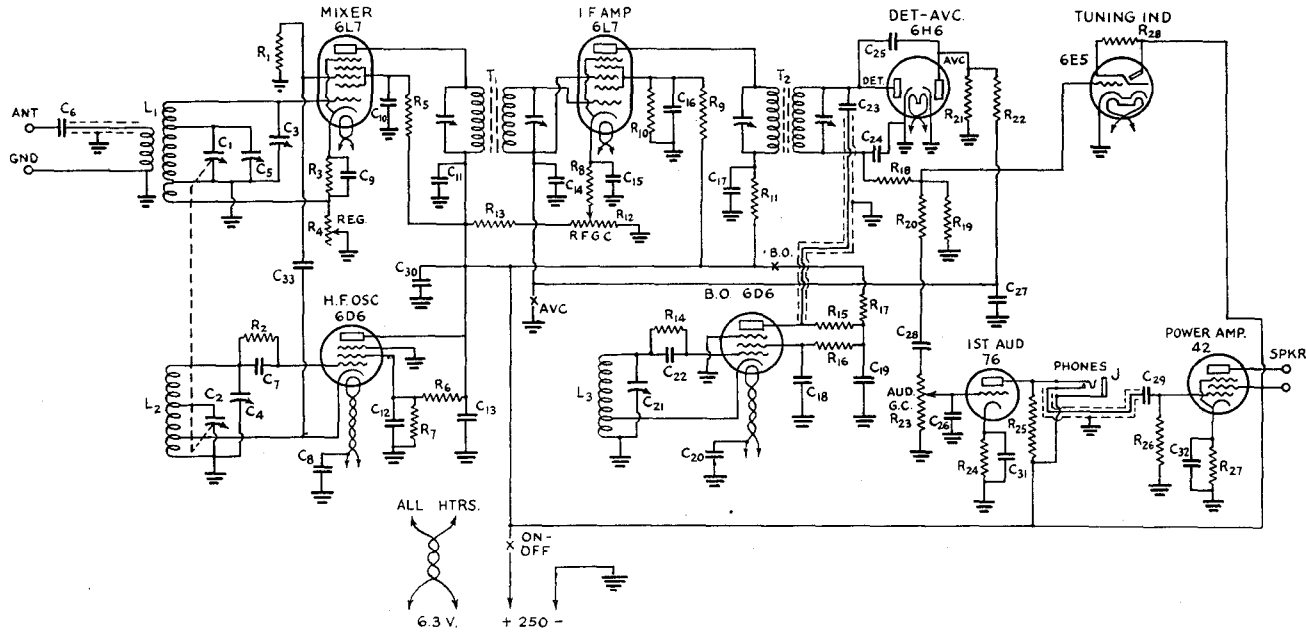 MIXER
6L7
I F AMP
6L7
DET-AVC.
6H6
TUNING IND
R28
6E5
C25
DET.
AVC
R1
ANT
C6
L1
C1
C5
C3
GND
C10
R5
T1
R10
C16
R9
T2
C23
R21
R22
C24
R3
C9
C11
C14
R8
C15
C17
R11
R18
R4
REG.
R13
R12
R F G C
R20
R19
C33
C30
B.O.
AVC
C27
H.F. OSC
6D6
B.O. 6D6
R17
R2
R14
R15
R16
C28
1ST AUD
76
POWER AMP.
42
SPKR
C7
C22
C19
PHONES
J
C29
L2
C2
C4
R6
C12
R7
C13
L3
C21
C18
AUD.
G.C.
R23
C26
R25
R26
C8
C20
R24
C31
C32
R27
ALL HTRS.
ON-
OFF
6.3 V.
+ 250 -